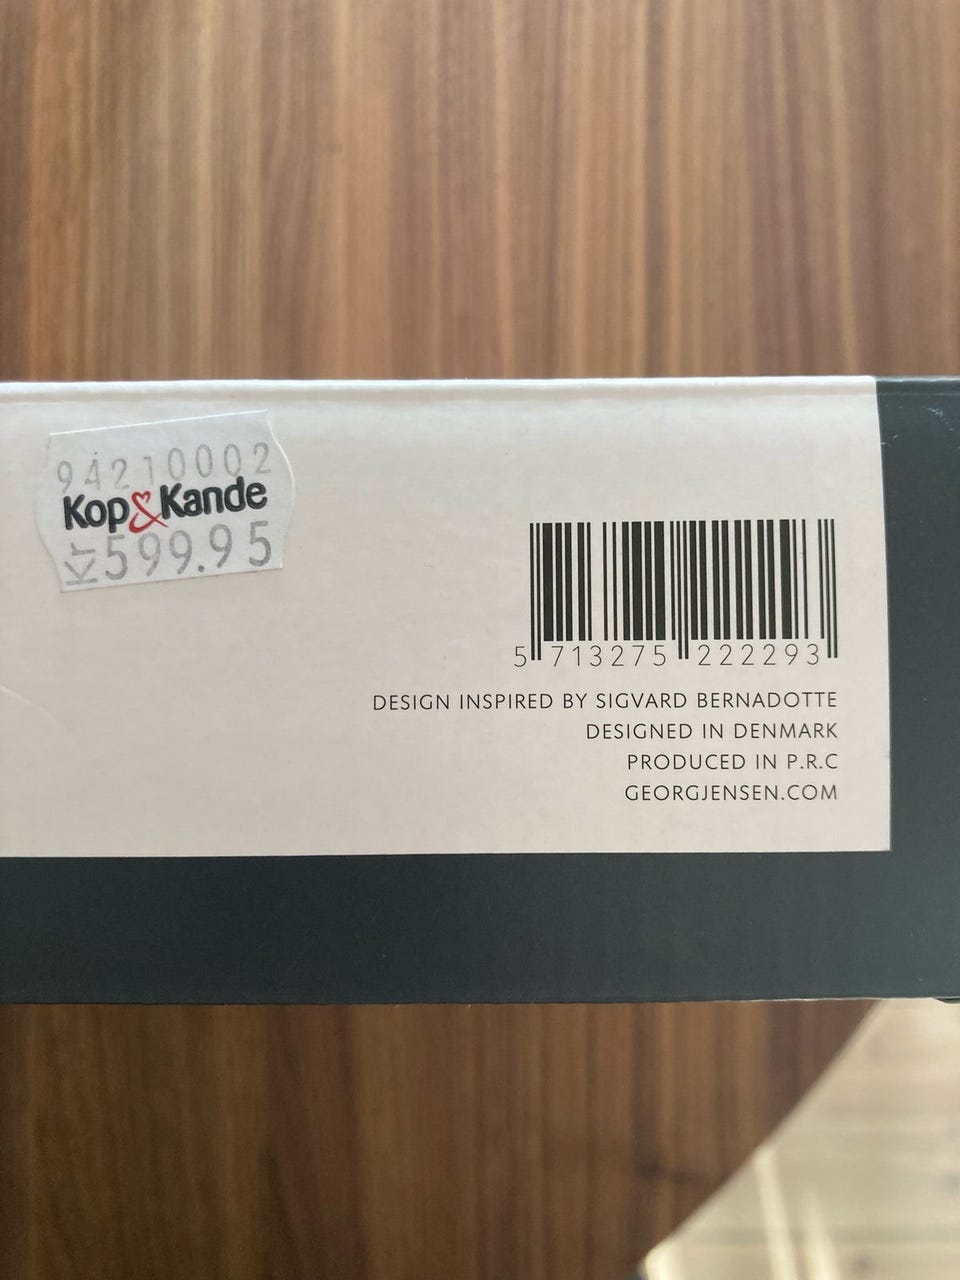 94210002
Kop&Kande
Kr 599.95
5 713275 222293
DESIGN INSPIRED BY SIGVARD BERNADOTTE
DESIGNED IN DENMARK
PRODUCED IN P.R.C
GEORGJENSEN.COM